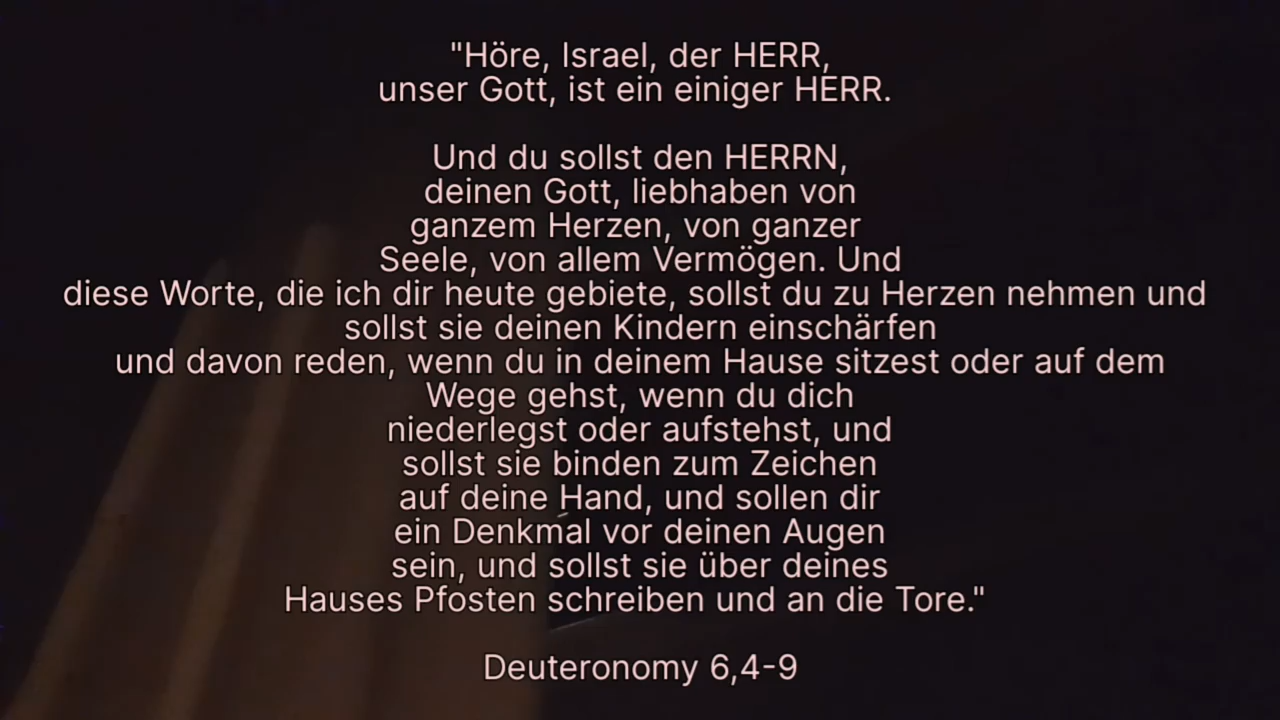 "Höre, Israel, der HERR,
unser Gott, ist ein einiger HERR.
Und du sollst den HERRN,
deinen Gott, liebhaben von
ganzem Herzen, von ganzer
Seele, von allem Vermögen. Und
diese Worte, die ich dir heute gebiete, sollst du zu Herzen nehmen und
sollst sie deinen Kindern einschärfen
und davon reden, wenn du in deinem Hause sitzest oder auf dem
Wege gehst, wenn du dich
niederlegst oder aufstehst, und
sollst sie binden zum Zeichen
auf deine Hand, und sollen dir
ein Denkmal vor deinen Augen
sein, und sollst sie über deines
Hauses Pfosten schreiben und an die Tore."
Deuteronomy 6,4-9